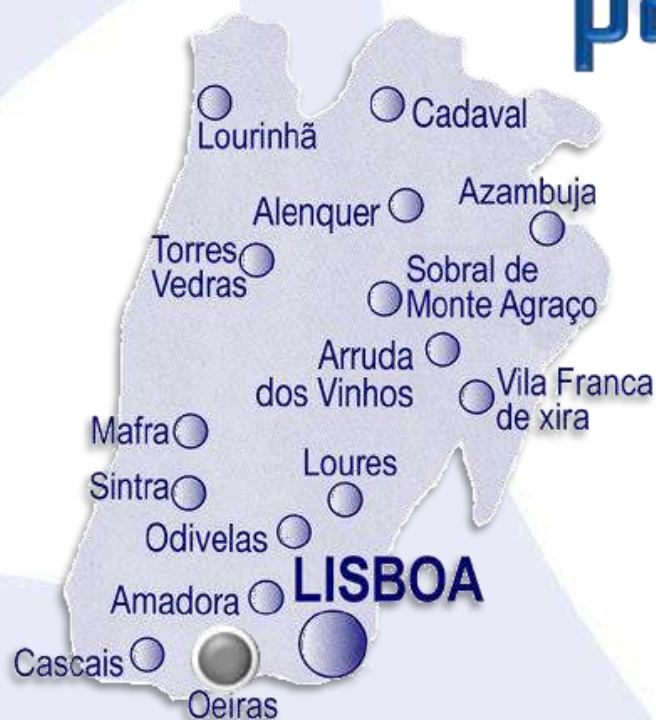 Lourinhã
Cadaval
Azambuja
Alenquer
Torres
Vedras
Sobral de
Monte Agraço
Arruda
dos Vinhos
Vila Franca
de xira
Mafra
Loures
Sintra
Odivelas
LISBOA
Amadora
Cascais
Oeiras